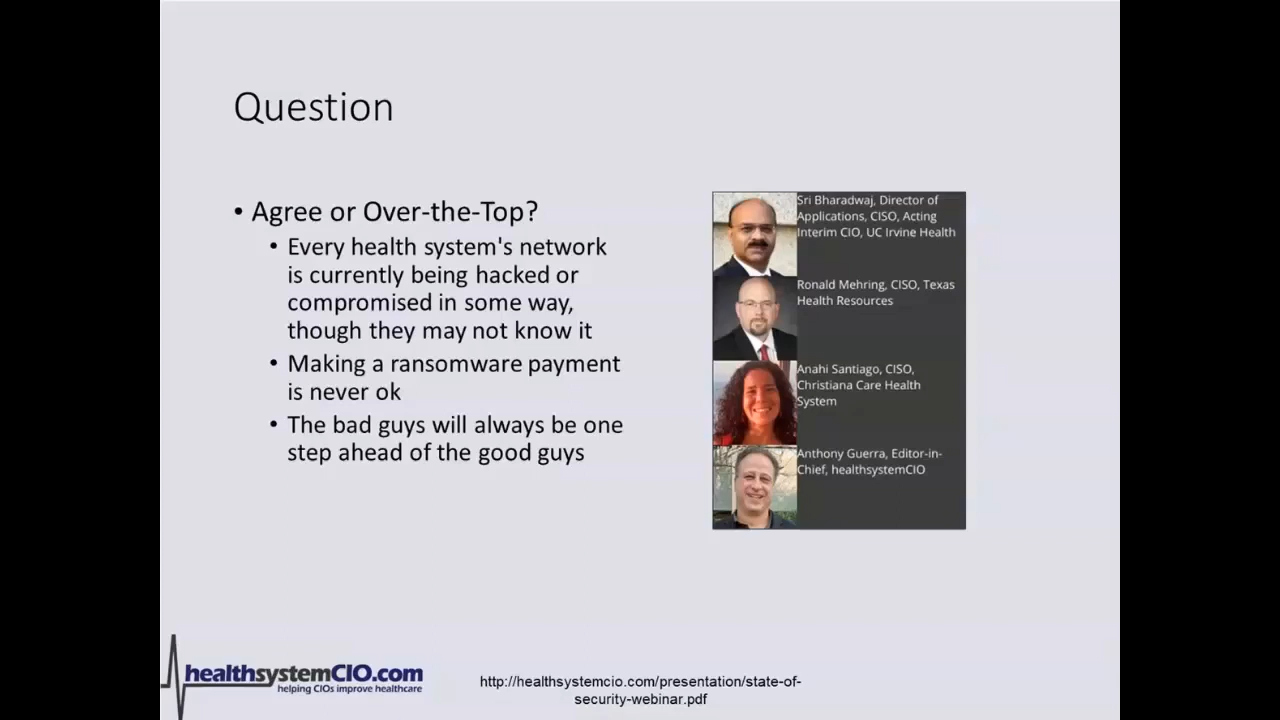 Question
• Agree or Over-the-Top?
• Every health system's network
is currently being hacked or
compromised in some way,
though they may not know it
• Making a ransomware payment
is never ok
• The bad guys will always be one
step ahead of the good guys
Sri Bharadwaj, Director of
Applications, CISO, Acting
Interim CIO, UC Irvine Health
Ronald Mehring, CISO, Texas
Health Resources
Anahi Santiago, CISO,
Christiana Care Health
System
Anthony Guerra, Editor-in-
Chief, healthsystemCIO
healthsystemCIO.com
helping CIOs improve healthcare
http://healthsystemcio.com/presentation/state-of-
security-webinar.pdf